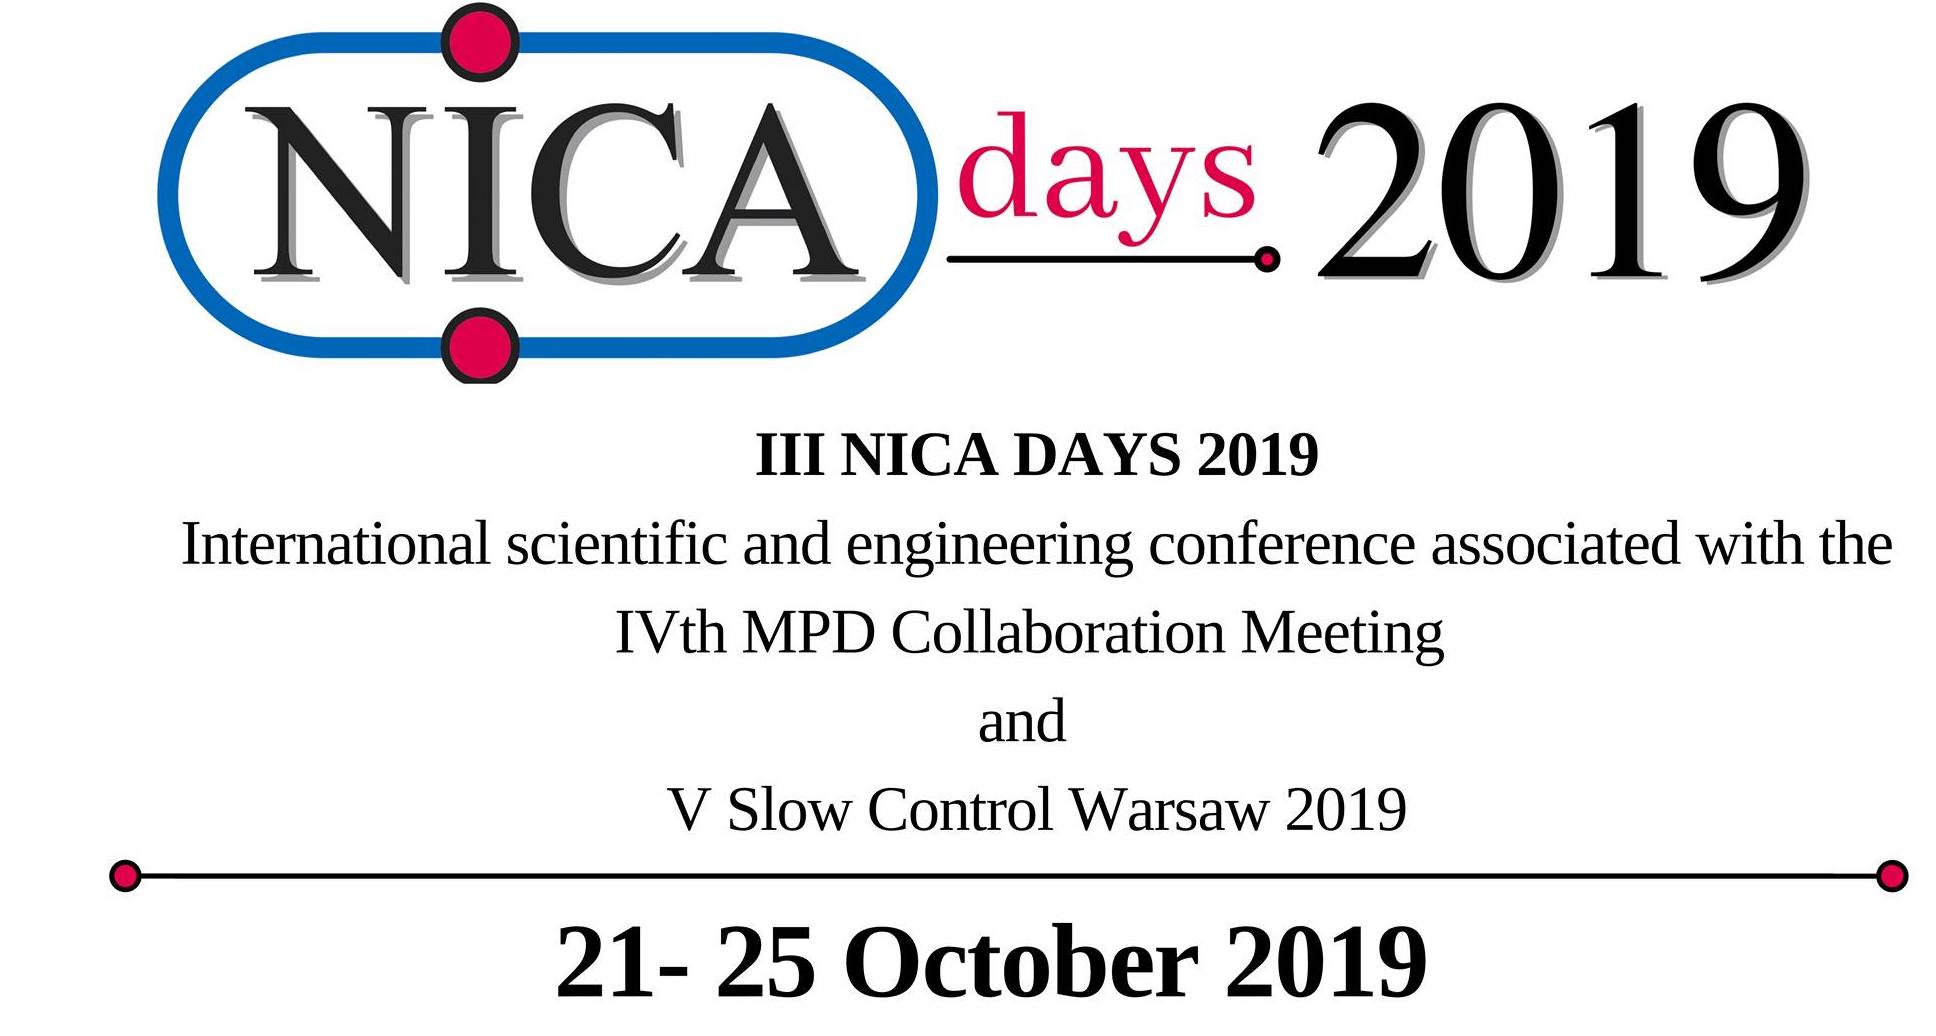 NICA days 2019
III NICA DAYS 2019
International scientific and engineering conference associated with the
IVth MPD Collaboration Meeting
and
V Slow Control Warsaw 2019
21- 25 October 2019